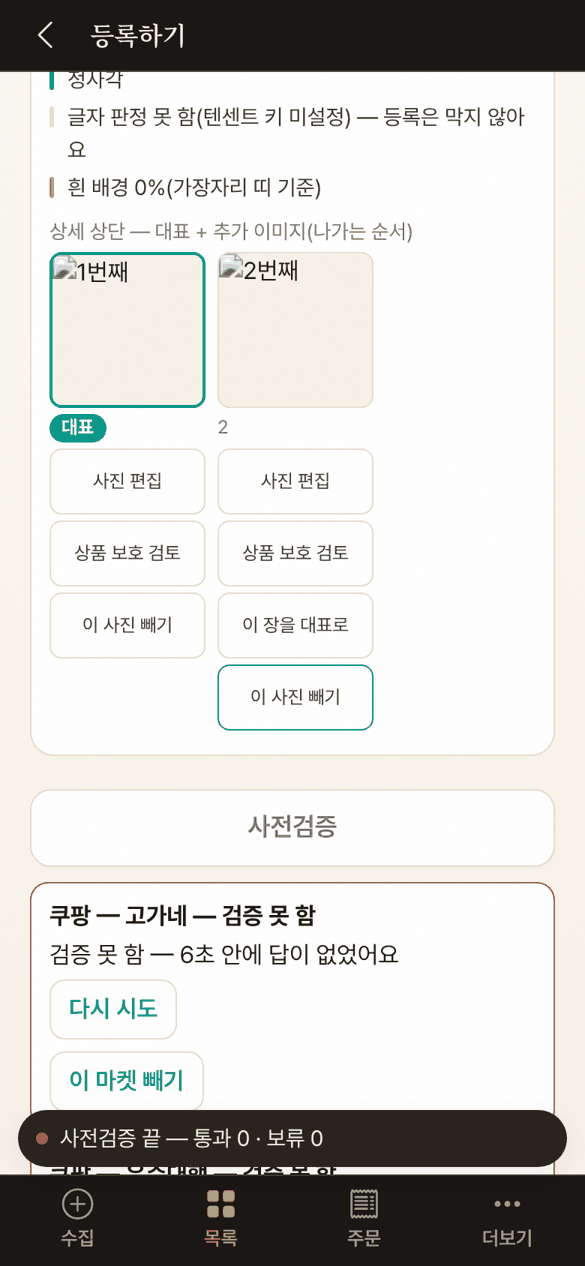 등록하기
정사각
글자 판정 못 함(텐센트 키 미설정) — 등록은 막지 않아
요
흰 배경 0%(가장자리 띠 기준)
상세 상단 — 대표 + 추가 이미지(나가는 순서)
1번째
2번째
대표
2
사진 편집
사진 편집
상품 보호 검토
상품 보호 검토
이 사진 빼기
이 장을 대표로
이 사진 빼기
사전검증
쿠팡 — 고가네 — 검증 못 함
검증 못 함 — 6초 안에 답이 없었어요
다시 시도
이 마켓 빼기
사전검증 끝 — 통과 0 · 보류 0
수집
목록
주문
더보기